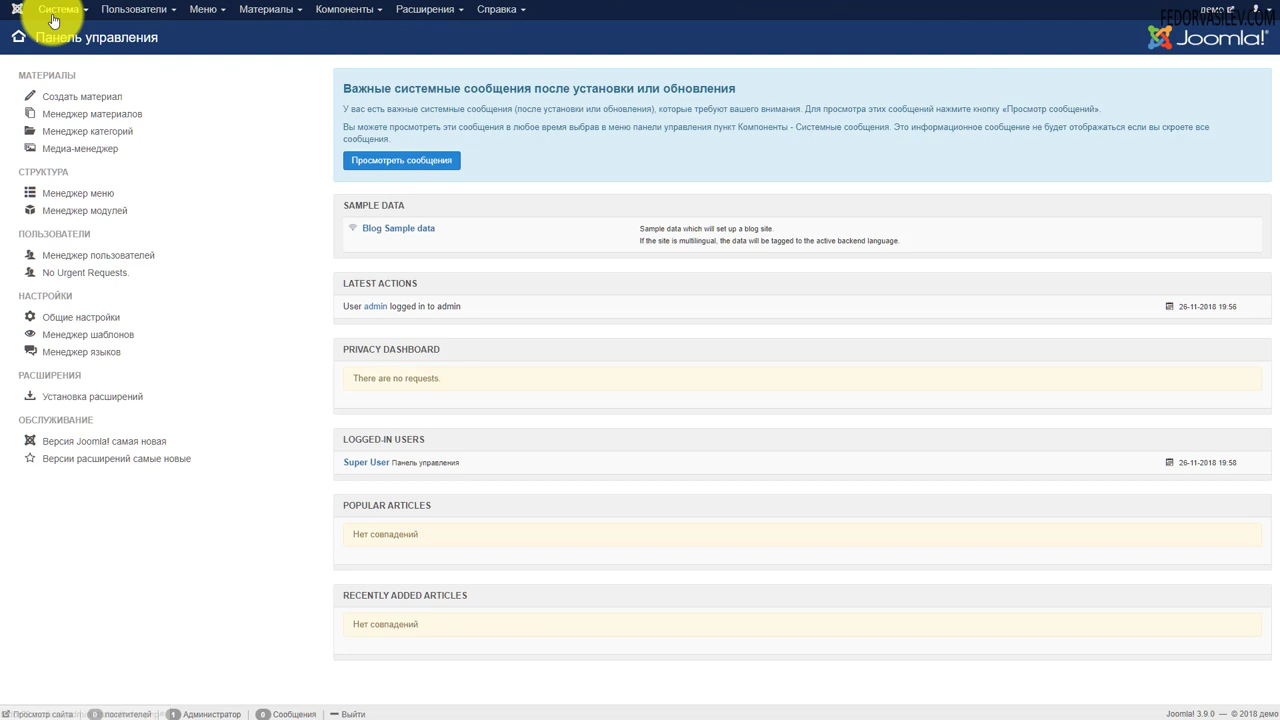 Система Пользователи Меню Материалы Компоненты Расширения Справка демо
FEDORVASILEV.COM
Панель управления
Joomla!®
МАТЕРИАЛЫ
Создать материал
Менеджер материалов
Менеджер категорий
Медиа-менеджер
СТРУКТУРА
Менеджер меню
Менеджер модулей
ПОЛЬЗОВАТЕЛИ
Менеджер пользователей
No Urgent Requests.
НАСТРОЙКИ
Общие настройки
Менеджер шаблонов
Менеджер языков
РАСШИРЕНИЯ
Установка расширений
ОБСЛУЖИВАНИЕ
Версия Joomla! самая новая
Версии расширений самые новые
Важные системные сообщения после установки или обновления
У вас есть важные системные сообщения (после установки или обновления), которые требуют вашего внимания. Для просмотра этих сообщений нажмите кнопку «Просмотр сообщений».
Вы можете просмотреть эти сообщения в любое время выбрав в меню панели управления пункт Компоненты - Системные сообщения. Это информационное сообщение не будет отображаться если вы скроете все
сообщения.
Просмотреть сообщения
SAMPLE DATA
Blog Sample data
Sample data which will set up a blog site.
If the site is multilingual, the data will be tagged to the active backend language.
LATEST ACTIONS
User admin logged in to admin 26-11-2018 19:56
PRIVACY DASHBOARD
There are no requests.
LOGGED-IN USERS
Super User Панель управления 26-11-2018 19:58
POPULAR ARTICLES
Нет совпадений
RECENTLY ADDED ARTICLES
Нет совпадений
Просмотр сайта 0 посетителей 1 Администратор 0 Сообщения Выйти
Joomla! 3.9.0 — © 2018 демо